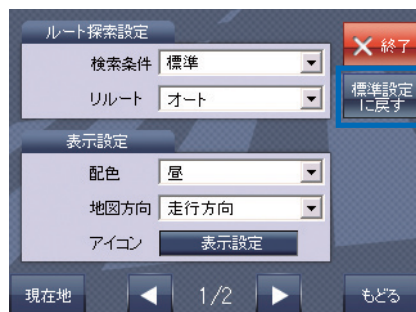 ルート探索設定
✕ 終了
検索条件 標準
リルート オート
標準設定
に戻す
表示設定
配色 昼
地図方向 走行方向
アイコン 表示設定
現在地 ◀ 1/2 ▶ もどる